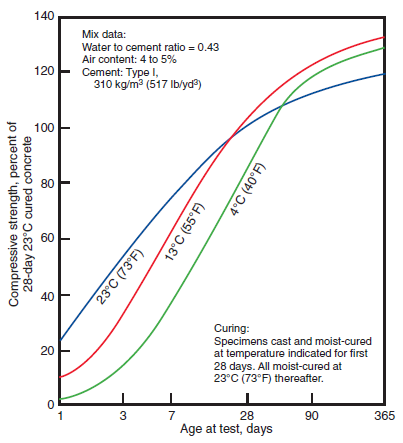 140
120
100
80
60
40
20
0
Compressive strength, percent of
28-day 23°C cured concrete
Mix data:
Water to cement ratio = 0.43
Air content: 4 to 5%
Cement: Type I,
310 kg/m³ (517 lb/yd³)
23°C (73°F)
13°C (55°F)
4°C (40°F)
Curing:
Specimens cast and moist-cured
at temperature indicated for first
28 days. All moist-cured at
23°C (73°F) thereafter.
1 3 7 28 90 365
Age at test, days